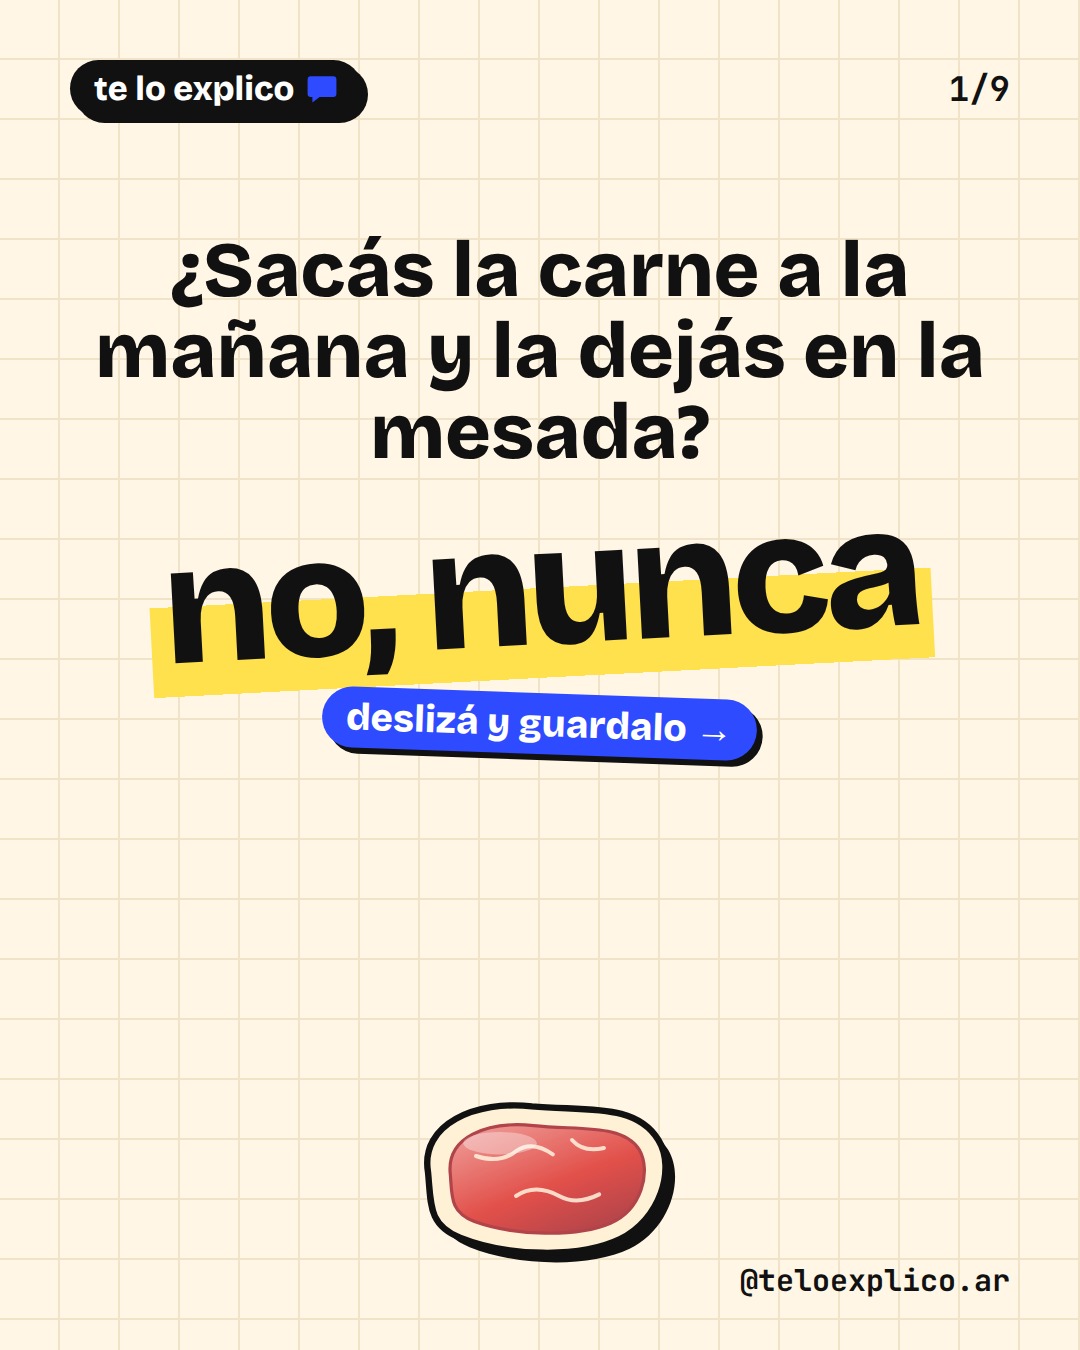 te lo explico
1/9
¿Sacás la carne a la
mañana y la dejás en la
mesada?
no, nunca
deslizá y guardalo →
@teloexplico.ar